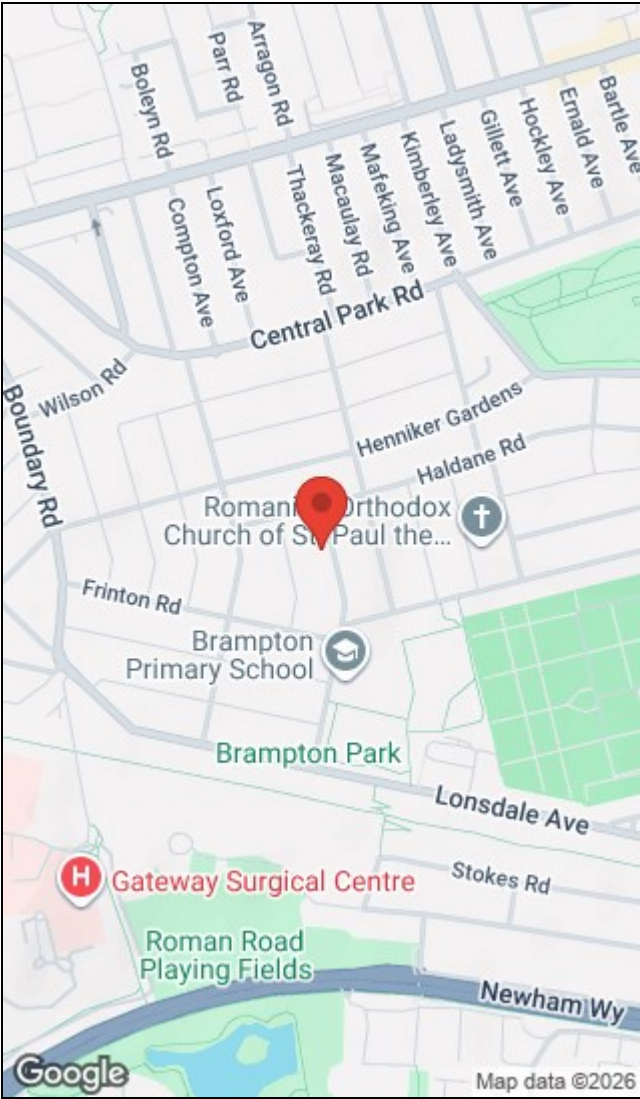 Arragon Rd
Parr Rd
Boleyn Rd
Bartle Ave
Ernald Ave
Hockley Ave
Gillett Ave
Ladysmith Ave
Kimberley Ave
Mafeking Ave
Macaulay Rd
Thackeray Rd
Loxford Ave
Compton Ave
Central Park Rd
Wilson Rd
Boundary Rd
Henniker Gardens
Haldane Rd
Orthodox
Church of St Paul the...
Frinton Rd
Brampton
Primary School
Brampton Park
Lonsdale Ave
H
Gateway Surgical Centre
Stokes Rd
Roman Road
Playing Fields
Newham Wy
Google
Map data ©2026